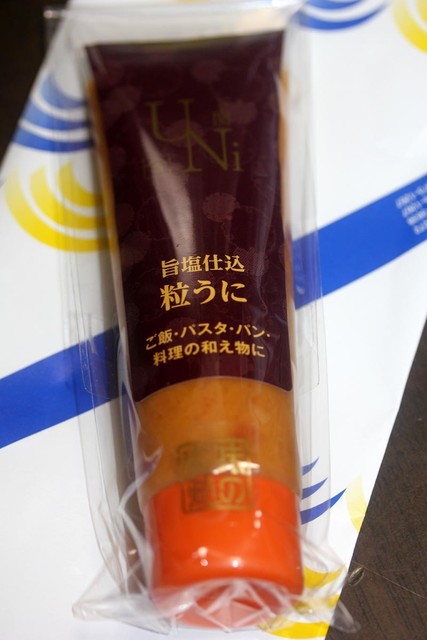 UNi
旨塩仕込
粒うに
ご飯・パスタ・パン・
料理の和え物に